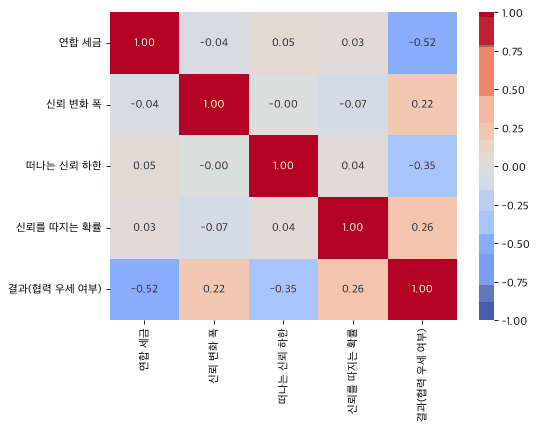 연합 세금 1.00 -0.04 0.05 0.03 -0.52
신뢰 변화 폭 -0.04 1.00 -0.00 -0.07 0.22
떠나는 신뢰 하한 0.05 -0.00 1.00 0.04 -0.35
신뢰를 따지는 확률 0.03 -0.07 0.04 1.00 0.26
결과(협력 우세 여부) -0.52 0.22 -0.35 0.26 1.00
연합 세금
신뢰 변화 폭
떠나는 신뢰 하한
신뢰를 따지는 확률
결과(협력 우세 여부)
1.00
0.75
0.50
0.25
0.00
-0.25
-0.50
-0.75
-1.00